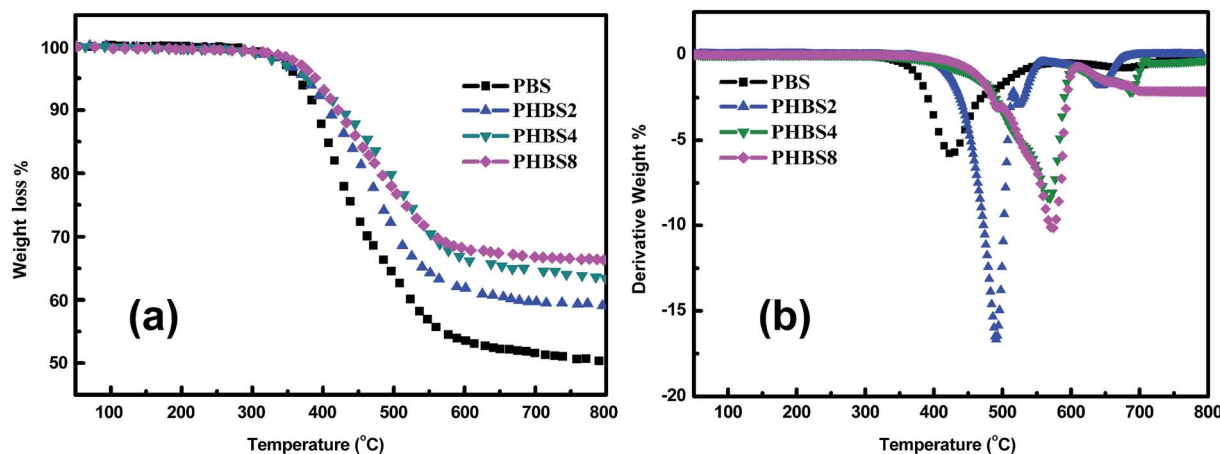 100
90
80
70
60
50
Weight loss %
PBS
PHBS2
PHBS4
PHBS8
(a)
100 200 300 400 500 600 700 800
Temperature (°C)
0
-5
-10
-15
-20
Derivative Weight %
PBS
PHBS2
PHBS4
PHBS8
(b)
100 200 300 400 500 600 700 800
Temperature (°C)